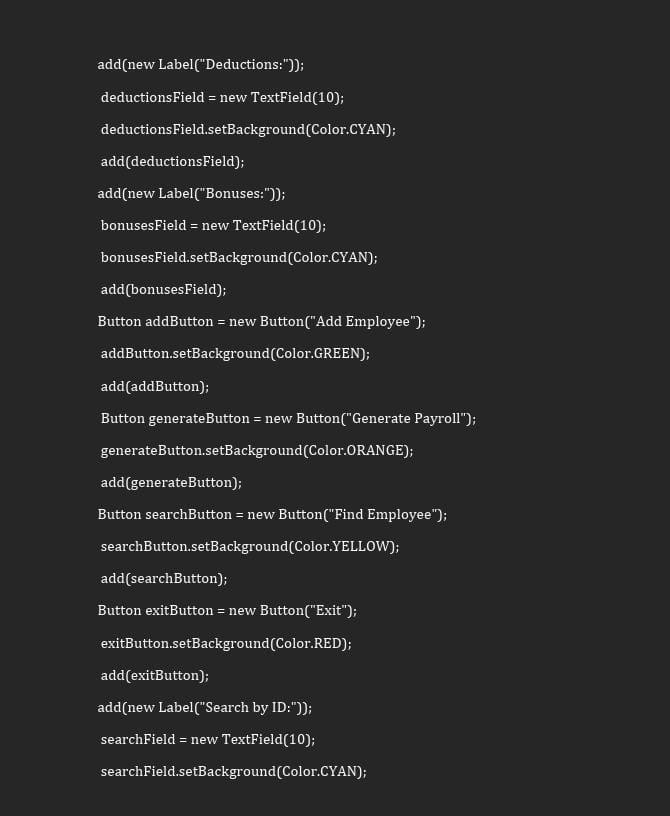 add(new Label("Deductions:"));
deductionsField = new TextField(10);
deductionsField.setBackground(Color.CYAN);
add(deductionsField);
add(new Label("Bonuses:"));
bonusesField = new TextField(10);
bonusesField.setBackground(Color.CYAN);
add(bonusesField);
Button addButton = new Button("Add Employee");
addButton.setBackground(Color.GREEN);
add(addButton);
Button generateButton = new Button("Generate Payroll");
generateButton.setBackground(Color.ORANGE);
add(generateButton);
Button searchButton = new Button("Find Employee");
searchButton.setBackground(Color.YELLOW);
add(searchButton);
Button exitButton = new Button("Exit");
exitButton.setBackground(Color.RED);
add(exitButton);
add(new Label("Search by ID:"));
searchField = new TextField(10);
searchField.setBackground(Color.CYAN);